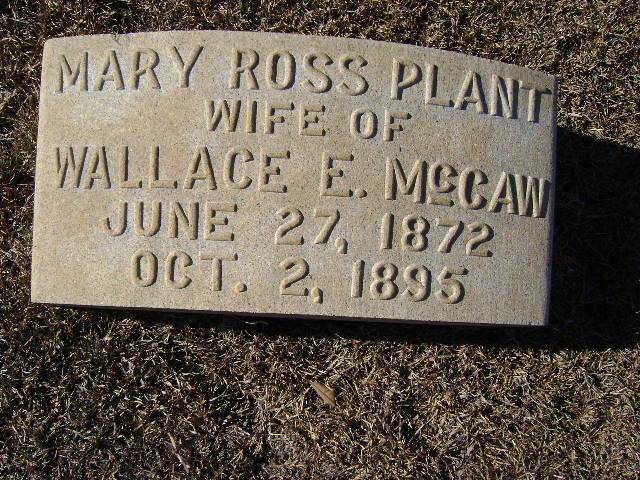 MARY ROSS PLANT
WIFE OF
WALLACE E. McCAW
JUNE 27, 1872
OCT. 2, 1895